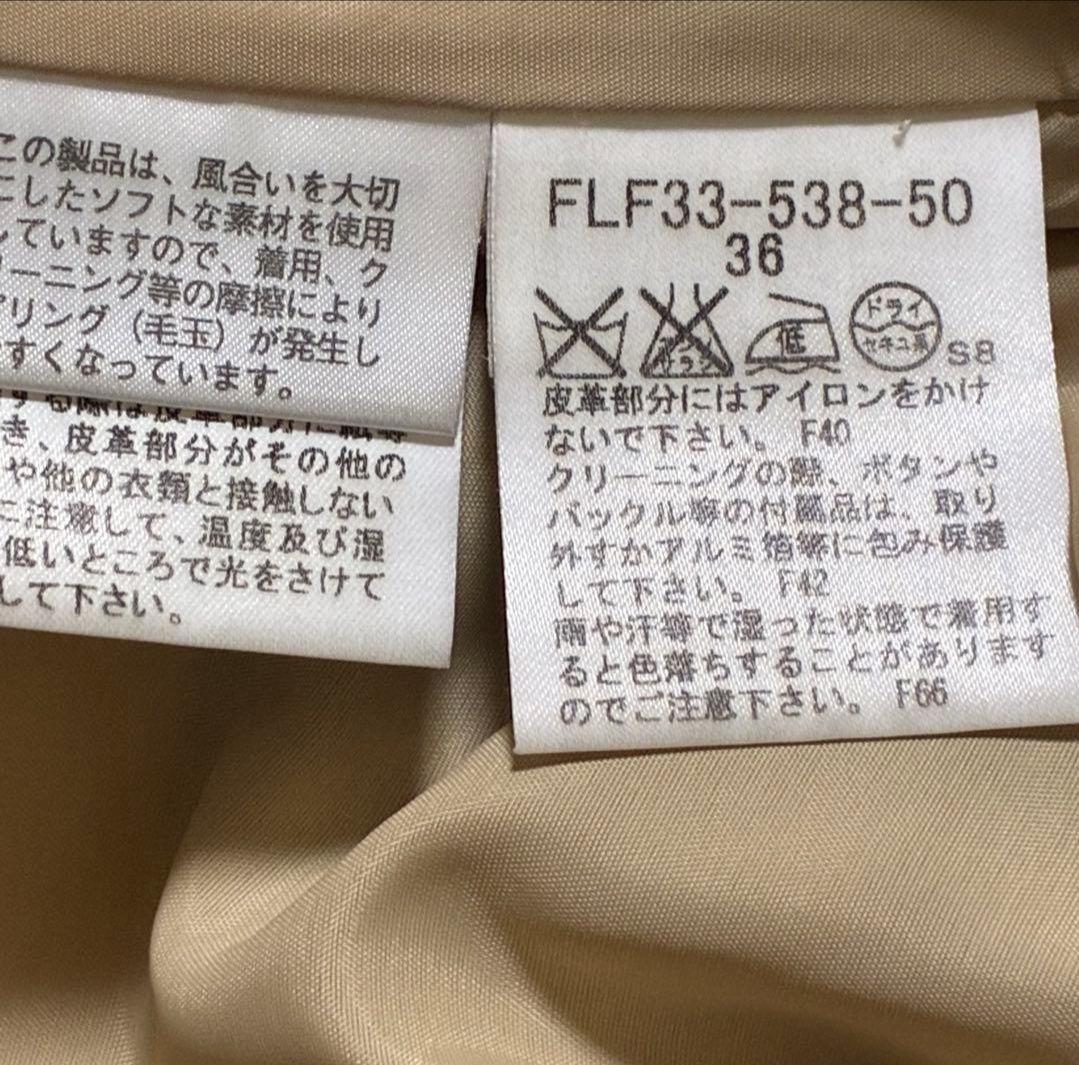 この製品は、風合いを大切
にしたソフトな素材を使用
していますので、着用、ク
リーニング等の摩擦により
リング（毛玉）が発生し
すくなっています。
き、皮革部分がその他の
や他の衣類と接触しない
に注意して、温度及び湿
低いところで光をさけて
して下さい。
FLF33-538-50
36
エンソ サラシ
低
ドライ
セキユ系
S8
皮革部分にはアイロンをかけ
ないで下さい。 F40
クリーニングの際、ボタンや
バックル等の付属品は、取り
外すかアルミ箔等に包み保護
して下さい。 F42
雨や汗等で湿った状態で着用す
ると色落ちすることがあります
のでご注意下さい。 F66